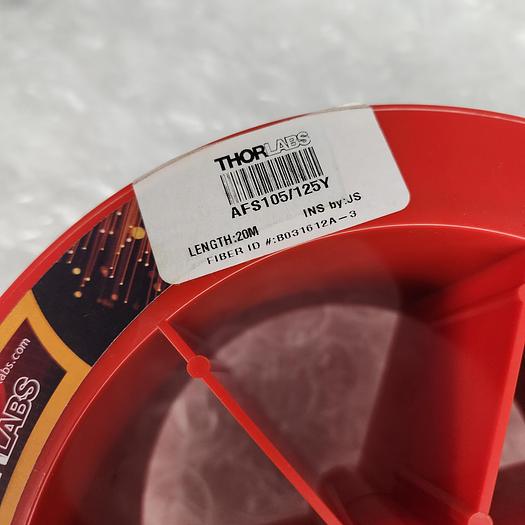 THORLABS
AFS105/125Y
LENGTH:20M INS by:JS
FIBER ID #:B031612A-3
labs.com
LABS